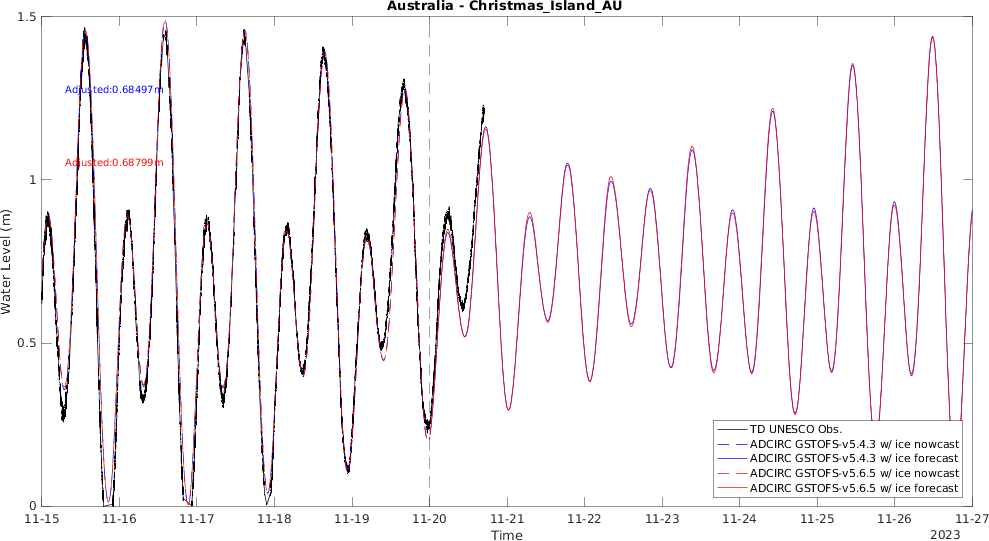 Australia - Christmas_Island_AU
Water Level (m)
1.5
1
0.5
0
Adjusted:0.68497m
Adjusted:0.68799m
TD UNESCO Obs.
ADCIRC GSTOFS-v5.4.3 w/ ice nowcast
ADCIRC GSTOFS-v5.4.3 w/ ice forecast
ADCIRC GSTOFS-v5.6.5 w/ ice nowcast
ADCIRC GSTOFS-v5.6.5 w/ ice forecast
11-15 11-16 11-17 11-18 11-19 11-20 11-21 11-22 11-23 11-24 11-25 11-26 11-27
Time
2023